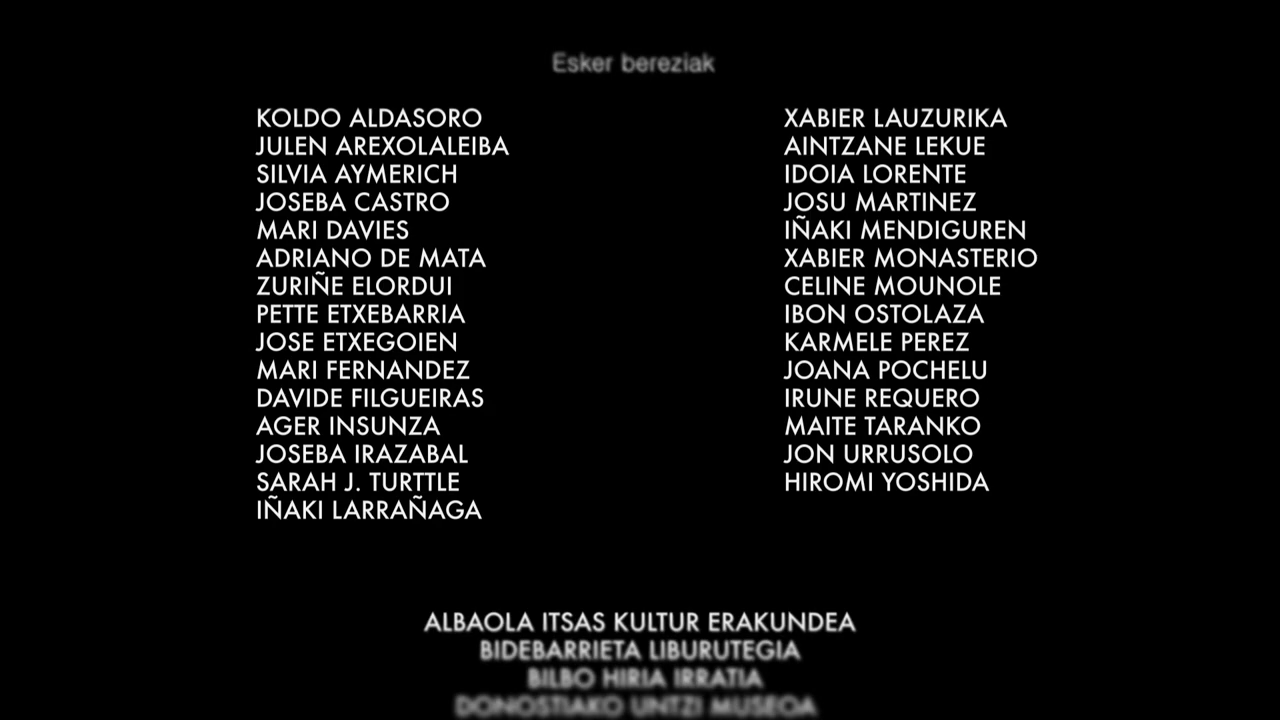 Esker bereziak
KOLDO ALDASORO
JULEN AREXOLALEIBA
SILVIA AYMERICH
JOSEBA CASTRO
MARI DAVIES
ADRIANO DE MATA
ZURIÑE ELORDUI
PETTE ETXEBARRIA
JOSE ETXEGOIEN
MARI FERNANDEZ
DAVIDE FILGUEIRAS
AGER INSUNZA
JOSEBA IRAZABAL
SARAH J. TURTTLE
IÑAKI LARRAÑAGA
XABIER LAUZURIKA
AINTZANE LEKUE
IDOIA LORENTE
JOSU MARTINEZ
IÑAKI MENDIGUREN
XABIER MONASTERIO
CELINE MOUNOLE
IBON OSTOLAZA
KARMELE PEREZ
JOANA POCHELU
IRUNE REQUERO
MAITE TARANKO
JON URRUSOLO
HIROMI YOSHIDA
ALBAOLA ITSAS KULTUR ERAKUNDEA
BIDEBARRIETA LIBURUTEGIA
BILBO HIRIA IRRATIA
DONOSTIAKO UNTZI MUSEOA